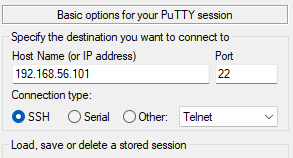 Basic options for your PuTTY session
Specify the destination you want to connect to
Host Name (or IP address) Port
192.168.56.101 22
Connection type:
SSH Serial Other: Telnet
Load, save or delete a stored session